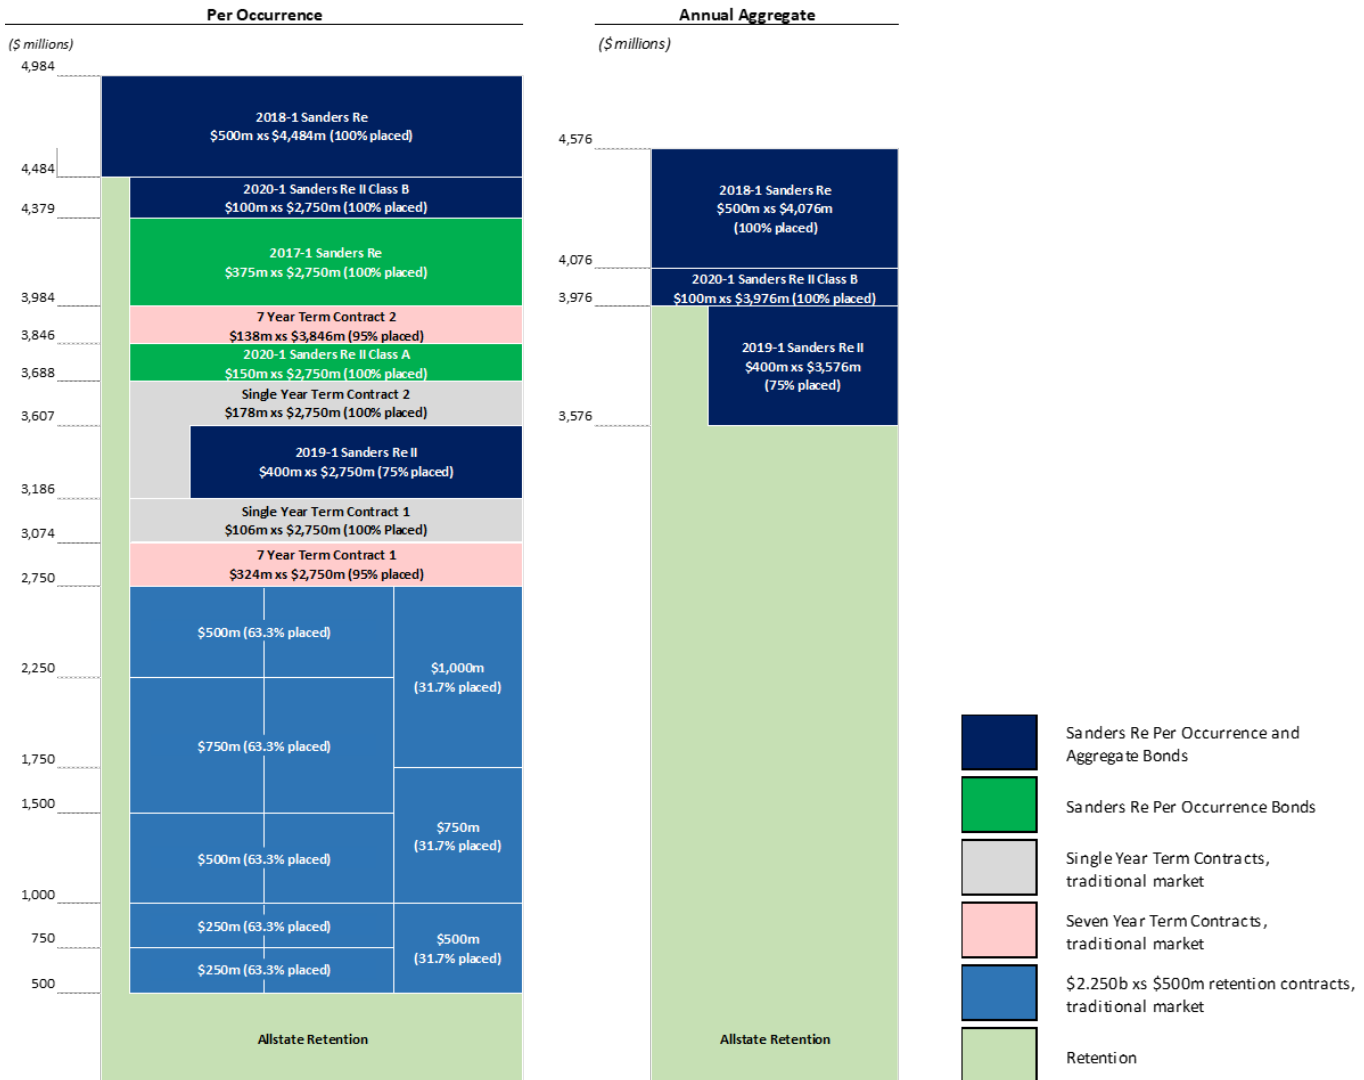 Per Occurrence
($ millions)
4,984
2018-1 Sanders Re
$500m xs $4,484m (100% placed)
4,484
2020-1 Sanders Re II Class B
$100m xs $2,750m (100% placed)
4,379
2017-1 Sanders Re
$375m xs $2,750m (100% placed)
3,984
7 Year Term Contract 2
$138m xs $3,846m (95% placed)
3,846
2020-1 Sanders Re II Class A
$150m xs $2,750m (100% placed)
3,688
Single Year Term Contract 2
$178m xs $2,750m (100% placed)
3,607
2019-1 Sanders Re II
$400m xs $2,750m (75% placed)
3,186
Single Year Term Contract 1
$106m xs $2,750m (100% Placed)
3,074
7 Year Term Contract 1
$324m xs $2,750m (95% placed)
2,750
$500m (63.3% placed)
2,250
$1,000m
(31.7% placed)
$750m (63.3% placed)
1,750
1,500
$750m
(31.7% placed)
$500m (63.3% placed)
1,000
$250m (63.3% placed)
750
$500m
(31.7% placed)
$250m (63.3% placed)
500
Allstate Retention
Annual Aggregate
($ millions)
4,576
2018-1 Sanders Re
$500m xs $4,076m
(100% placed)
4,076
2020-1 Sanders Re II Class B
$100m xs $3,976m (100% placed)
3,976
2019-1 Sanders Re II
$400m xs $3,576m
(75% placed)
3,576
Allstate Retention
Sanders Re Per Occurrence and
Aggregate Bonds
Sanders Re Per Occurrence Bonds
Single Year Term Contracts,
traditional market
Seven Year Term Contracts,
traditional market
$2.250b xs $500m retention contracts,
traditional market
Retention